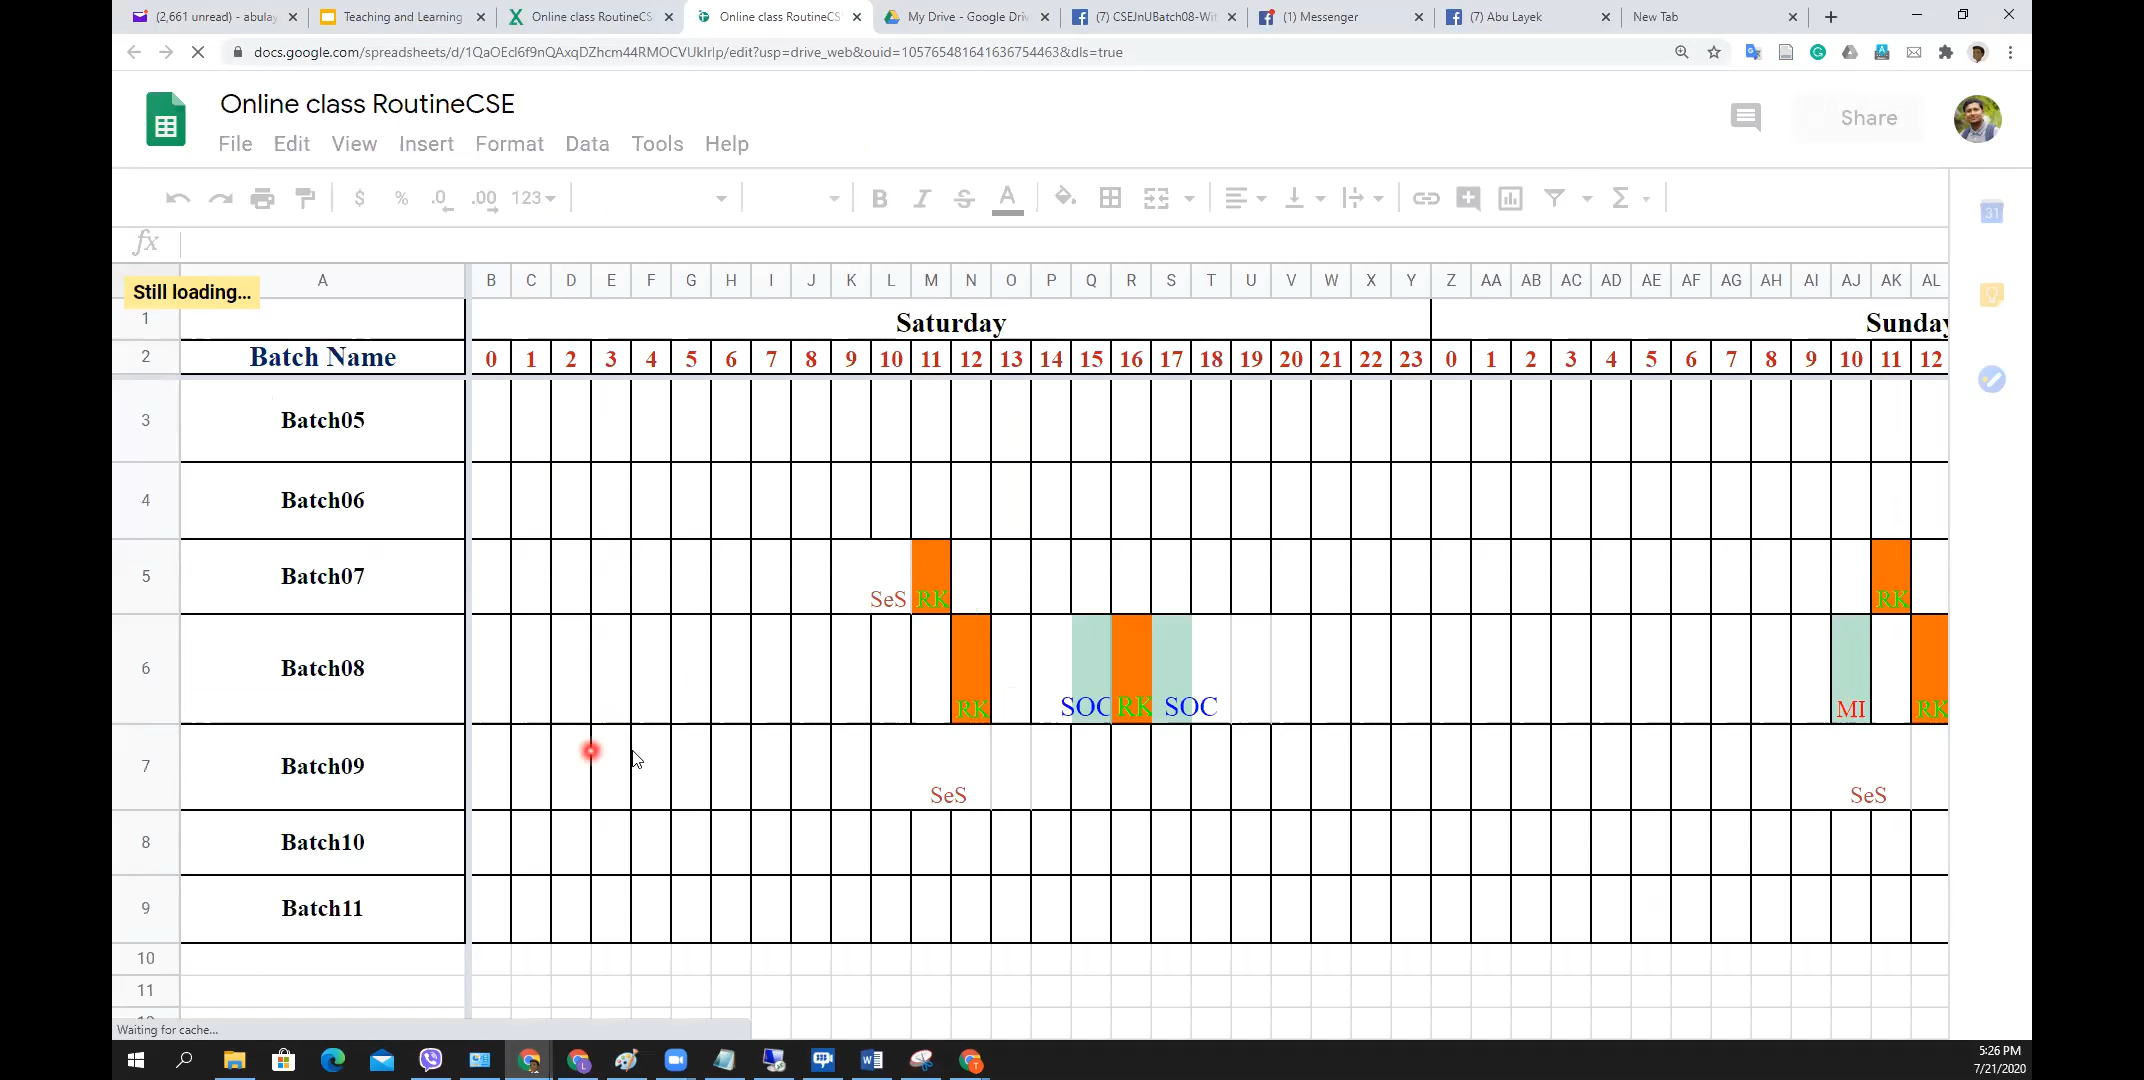 (2,661 unread) - abulay
Teaching and Learning
Online class RoutineCS
Online class RoutineCS
My Drive - Google Driv
(7) CSEJnUBatch08-Wit
(1) Messenger
(7) Abu Layek
New Tab
docs.google.com/spreadsheets/d/1QaOEcl6f9nQAxqDZhcm44RMOCVUkIrIp/edit?usp=drive_web&ouid=105765481641636754463&dls=true
Online class RoutineCSE
Share
File Edit View Insert Format Data Tools Help
$ % .0 .00 123 B I S A Σ
31
fx
Still loading...
A B C D E F G H I J K L M N O P Q R S T U V W X Y Z AA AB AC AD AE AF AG AH AI AJ AK AL
1 Saturday Sunday
2 Batch Name 0 1 2 3 4 5 6 7 8 9 10 11 12 13 14 15 16 17 18 19 20 21 22 23 0 1 2 3 4 5 6 7 8 9 10 11 12
3 Batch05
4 Batch06
5 Batch07 SeS RK RK
6 Batch08 RK SOC RK SOC MI RK
7 Batch09 SeS SeS
8 Batch10
9 Batch11
10
11
Waiting for cache...
5:26 PM
7/21/2020